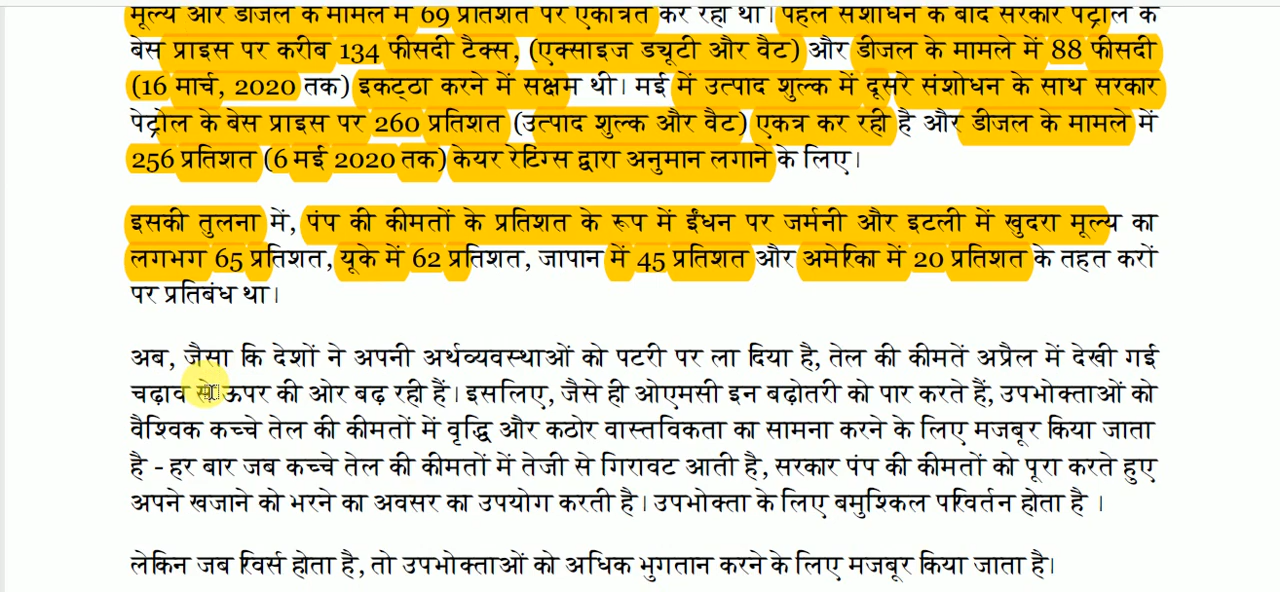 मूल्य और डीजल के मामले में 69 प्रतिशत पर एकत्रित कर रहा था। पहले संशोधन के बाद सरकार पेट्रोल के
बेस प्राइस पर करीब 134 फीसदी टैक्स, (एक्साइज ड्यूटी और वैट) और डीजल के मामले में 88 फीसदी
(16 मार्च, 2020 तक) इकट्ठा करने में सक्षम थी। मई में उत्पाद शुल्क में दूसरे संशोधन के साथ सरकार
पेट्रोल के बेस प्राइस पर 260 प्रतिशत (उत्पाद शुल्क और वैट) एकत्र कर रही है और डीजल के मामले में
256 प्रतिशत (6 मई 2020 तक) केयर रेटिंग्स द्वारा अनुमान लगाने के लिए।
इसकी तुलना में, पंप की कीमतों के प्रतिशत के रूप में ईंधन पर जर्मनी और इटली में खुदरा मूल्य का
लगभग 65 प्रतिशत, यूके में 62 प्रतिशत, जापान में 45 प्रतिशत और अमेरिका में 20 प्रतिशत के तहत करों
पर प्रतिबंध था।
अब, जैसा कि देशों ने अपनी अर्थव्यवस्थाओं को पटरी पर ला दिया है, तेल की कीमतें अप्रैल में देखी गई
चढ़ाव से ऊपर की ओर बढ़ रही हैं। इसलिए, जैसे ही ओएमसी इन बढ़ोतरी को पार करते हैं, उपभोक्ताओं को
वैश्विक कच्चे तेल की कीमतों में वृद्धि और कठोर वास्तविकता का सामना करने के लिए मजबूर किया जाता
है - हर बार जब कच्चे तेल की कीमतों में तेजी से गिरावट आती है, सरकार पंप की कीमतों को पूरा करते हुए
अपने खजाने को भरने का अवसर का उपयोग करती है। उपभोक्ता के लिए बमुश्किल परिवर्तन होता है ।
लेकिन जब रिवर्स होता है, तो उपभोक्ताओं को अधिक भुगतान करने के लिए मजबूर किया जाता है।